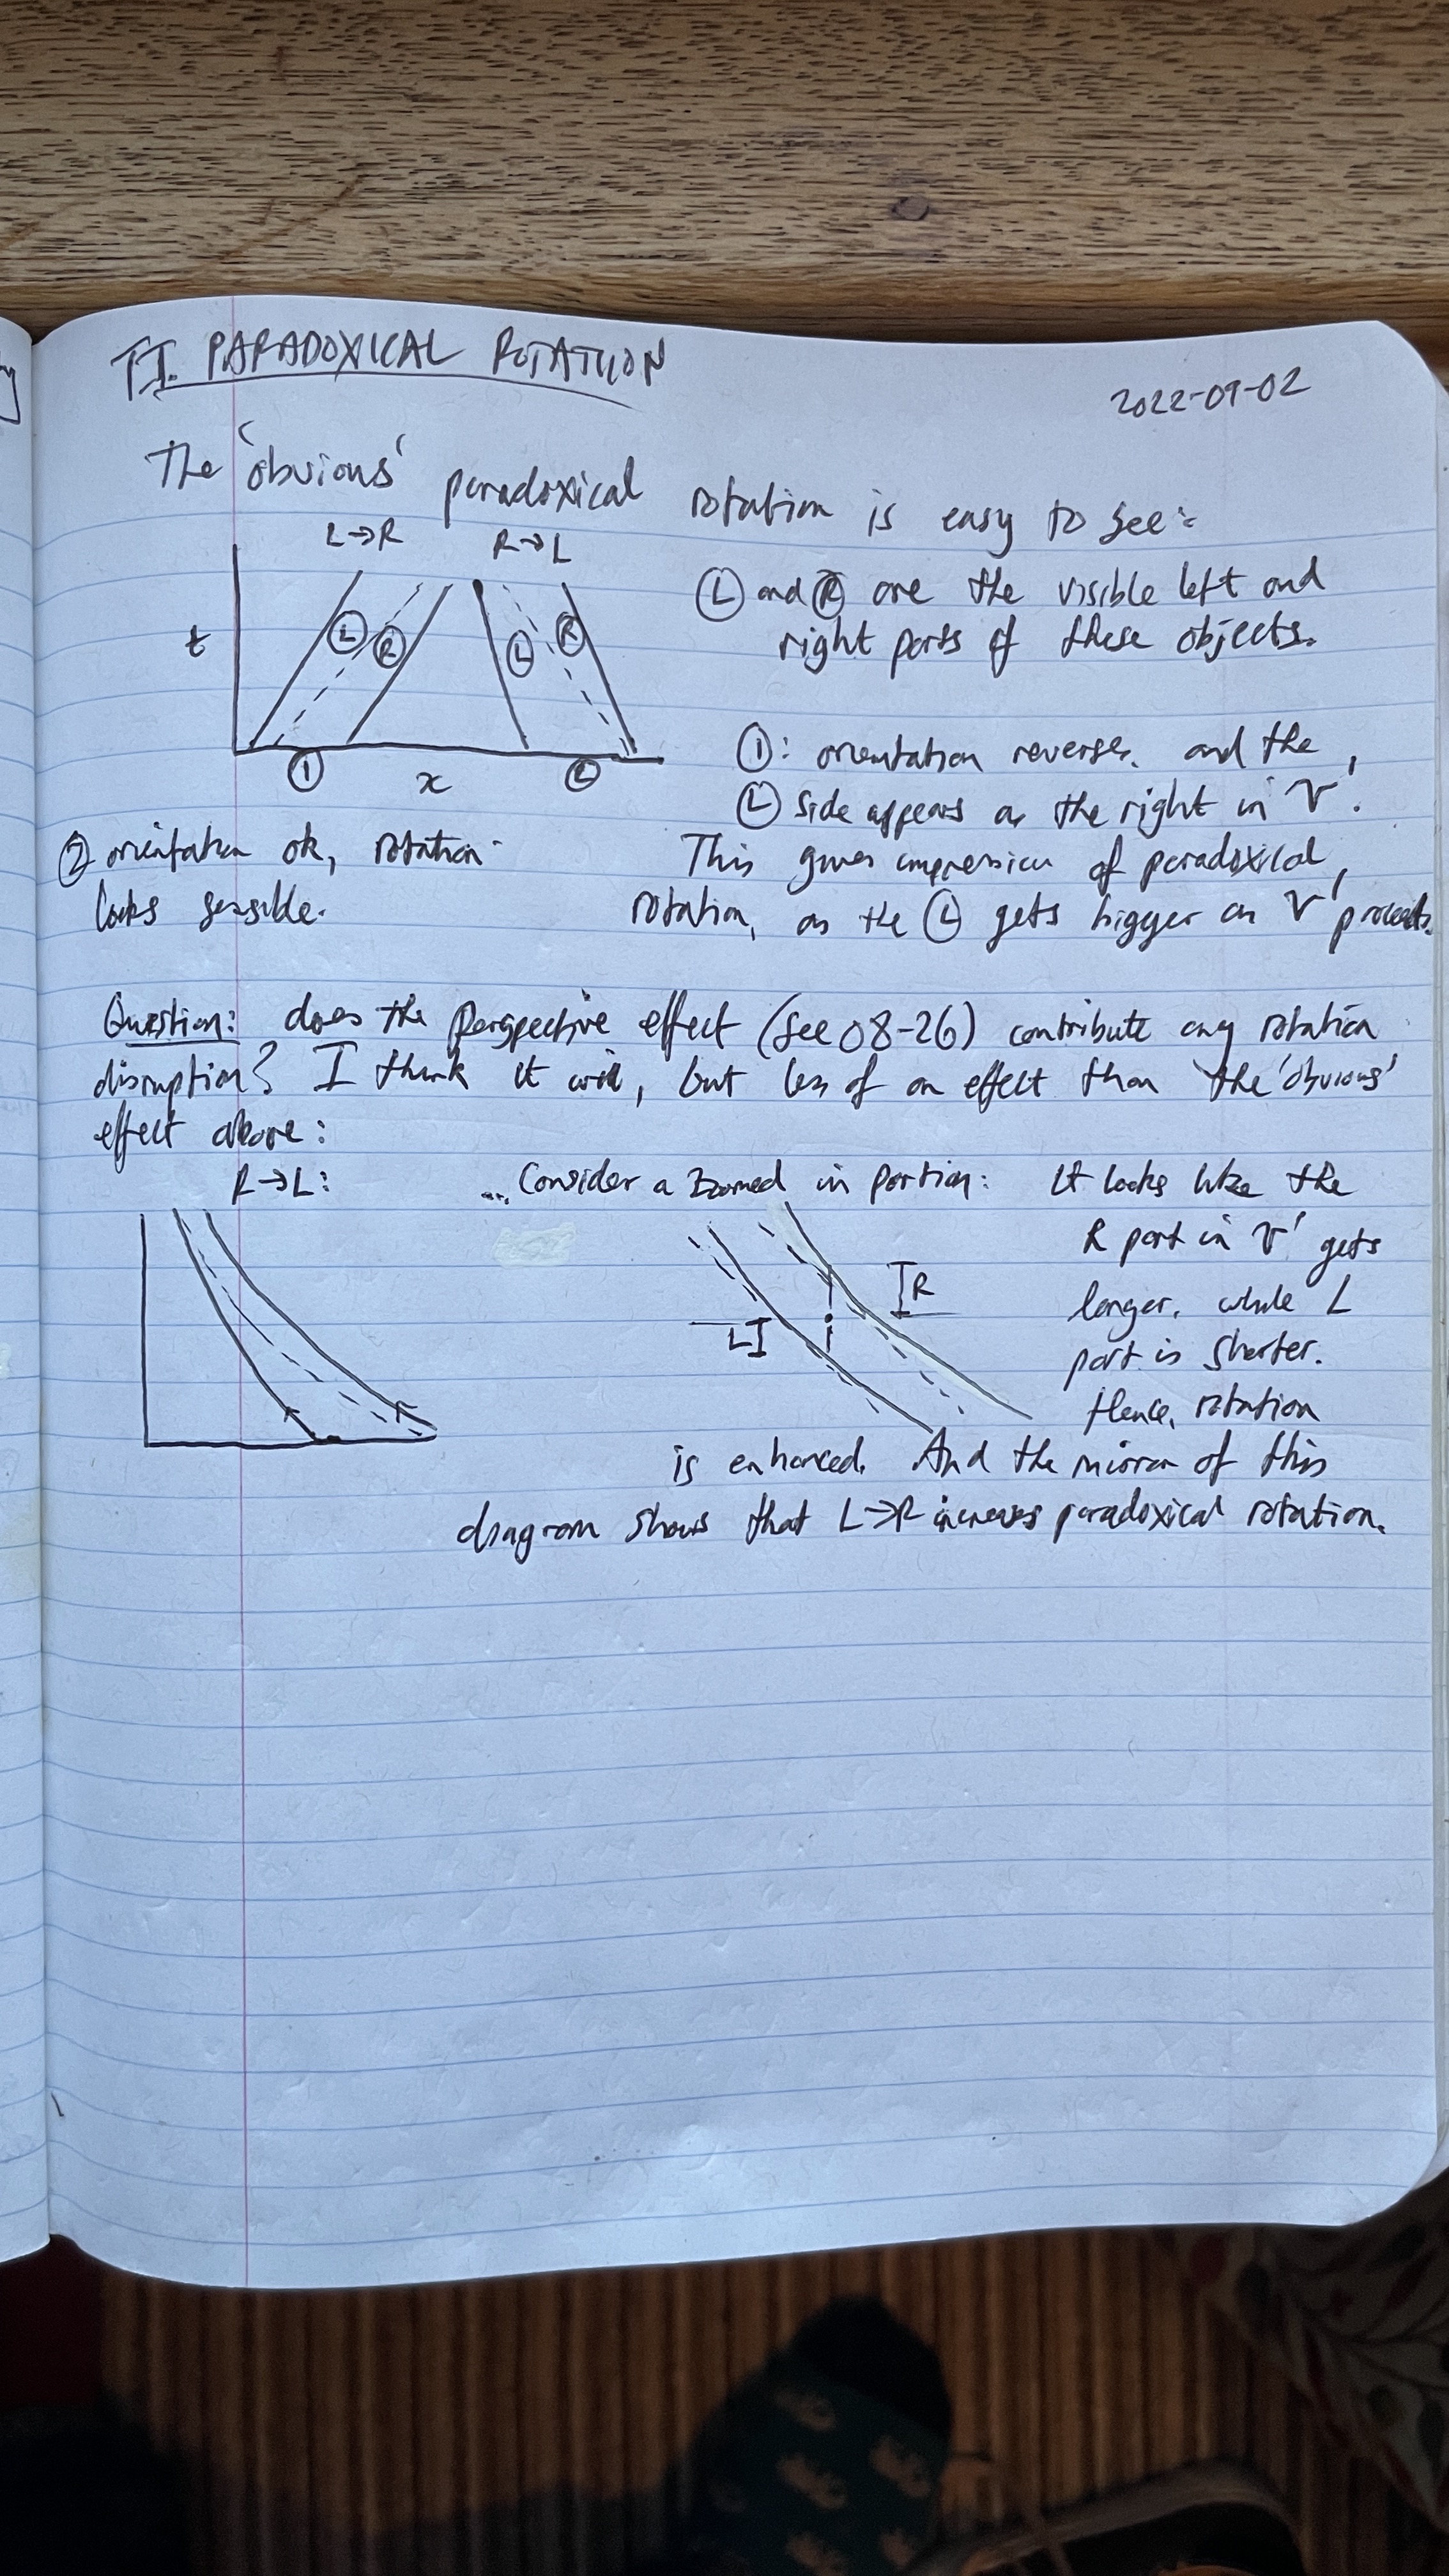 TI. PARADOXICAL ROTATION
2022-09-02
The 'obvious' paradoxical rotation is easy to see:
L→R R→L
t
L R L R
1 x 2
L and R are the visible left and
right parts of these objects.
1: orientation reverses. and the
L side appears as the right in V'.
This gives impression of paradoxical
rotation, as the L gets bigger as V' proceeds.
2 orientation ok, rotation
looks sensible.
Question: does the perspective effect (see 08-26) contribute any rotation
disruption? I think it will, but less of an effect than the 'obvious'
effect above:
R→L:
... Consider a zoomed in portion:
L
R
It looks like the
R part in V' gets
longer. while L
part is shorter.
Hence, rotation
is enhanced. And the mirror of this
diagram shows that L→R increases paradoxical rotation.